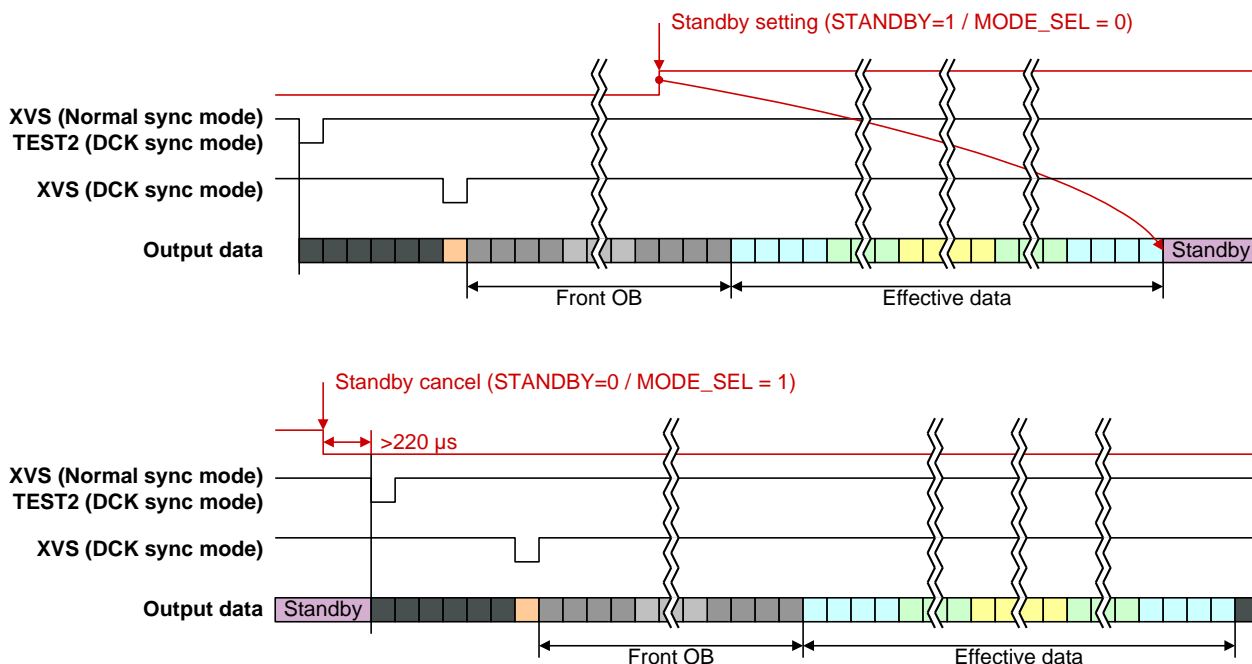 Standby setting (STANDBY=1 / MODE_SEL = 0)
XVS (Normal sync mode)
TEST2 (DCK sync mode)
XVS (DCK sync mode)
Output data
Standby
Front OB
Effective data
Standby cancel (STANDBY=0 / MODE_SEL = 1)
>220 µs
XVS (Normal sync mode)
TEST2 (DCK sync mode)
XVS (DCK sync mode)
Output data
Standby
Front OB
Effective data